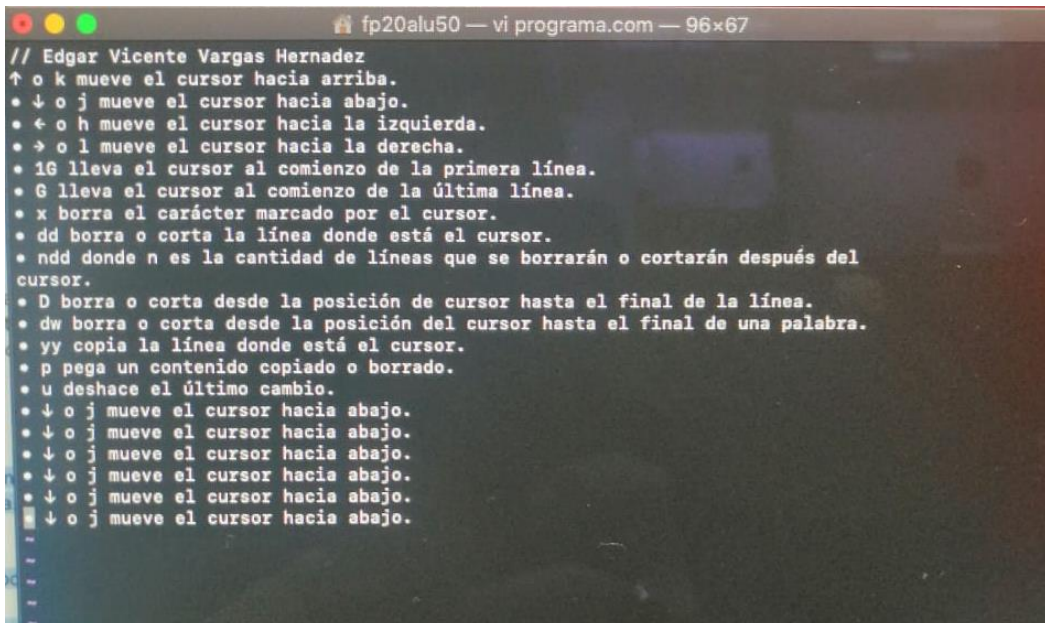 fp20alu50 — vi programa.com — 96×67
// Edgar Vicente Vargas Hernadez
↑ o k mueve el cursor hacia arriba.
• ↓ o j mueve el cursor hacia abajo.
• ← o h mueve el cursor hacia la izquierda.
• → o l mueve el cursor hacia la derecha.
• 1G lleva el cursor al comienzo de la primera línea.
• G lleva el cursor al comienzo de la última línea.
• x borra el carácter marcado por el cursor.
• dd borra o corta la línea donde está el cursor.
• ndd donde n es la cantidad de líneas que se borrarán o cortarán después del
cursor.
• D borra o corta desde la posición de cursor hasta el final de la línea.
• dw borra o corta desde la posición del cursor hasta el final de una palabra.
• yy copia la línea donde está el cursor.
• p pega un contenido copiado o borrado.
• u deshace el último cambio.
• ↓ o j mueve el cursor hacia abajo.
• ↓ o j mueve el cursor hacia abajo.
• ↓ o j mueve el cursor hacia abajo.
• ↓ o j mueve el cursor hacia abajo.
• ↓ o j mueve el cursor hacia abajo.
• ↓ o j mueve el cursor hacia abajo.
~
~
~
~
~